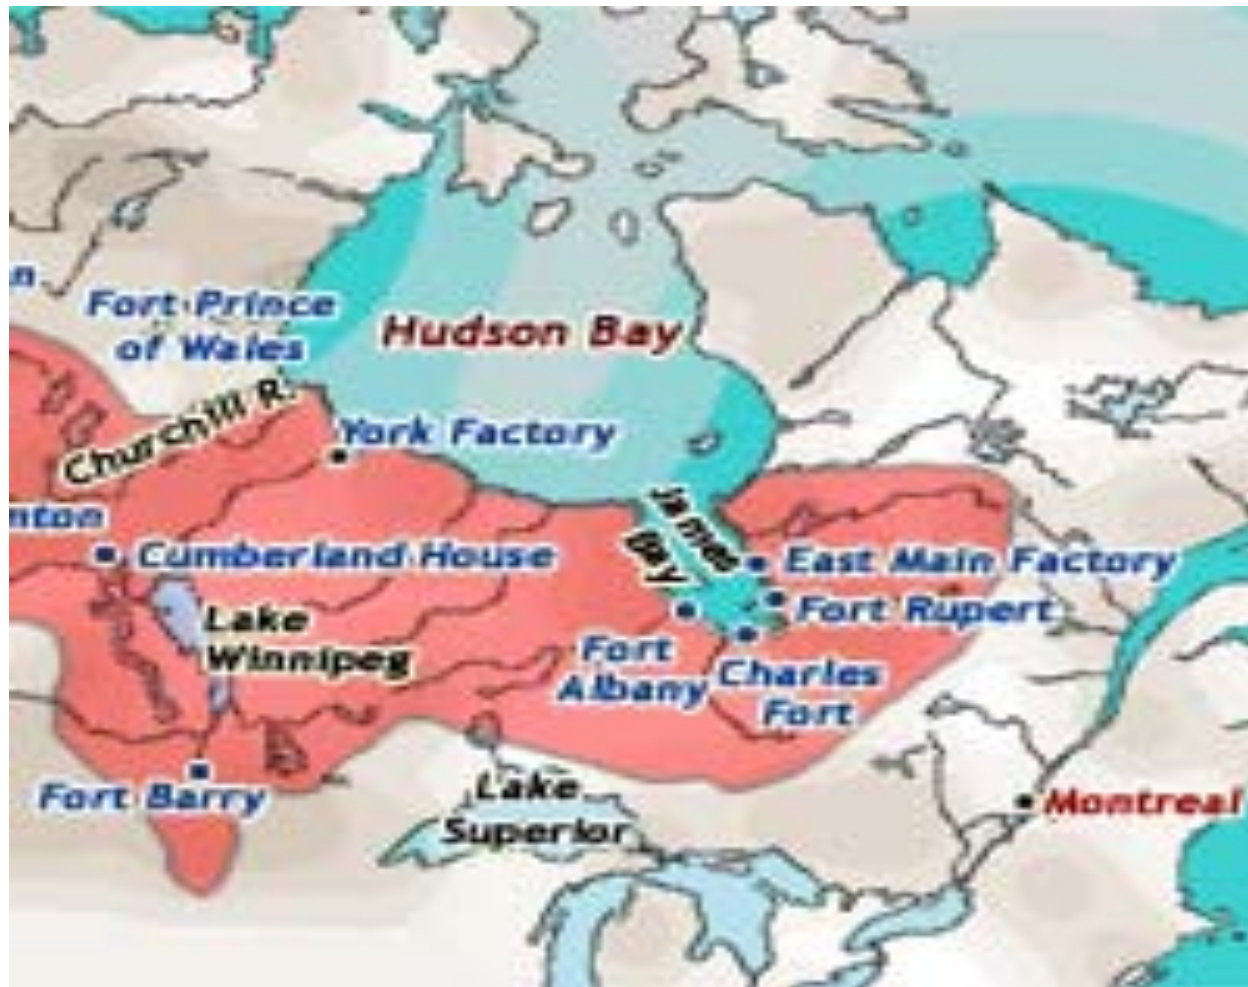 n
Fort Prince
of Wales
Hudson Bay
Churchill R.
York Factory
nton
James
Bay
Cumberland House
East Main Factory
Lake
Winnipeg
Fort Rupert
Fort
Albany
Charles
Fort
Fort Barry
Lake
Superior
Montreal